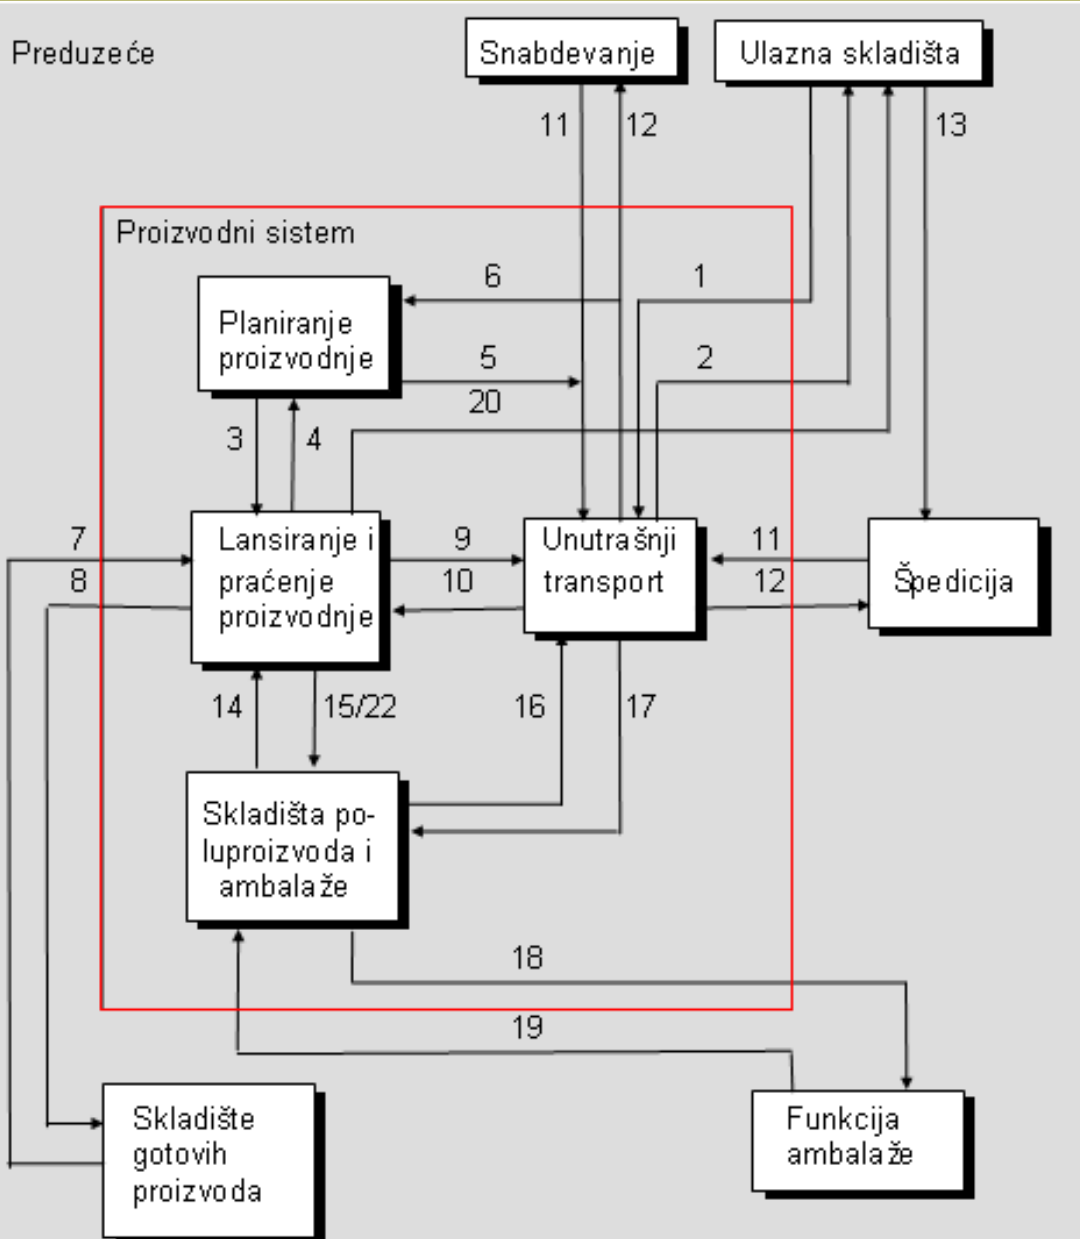 Preduzeće
Snabdevanje
Ulazna skladišta
11
12
13
Proizvodni sistem
6
1
Planiranje
proizvodnje
5
2
20
3
4
7
Lansiranje i
praćenje
proizvodnje
9
Unutrašnji
transport
11
Špedicija
8
10
12
14
15/22
16
17
Skladišta po-
luproizvoda i
ambalaže
18
19
Skladište
gotovih
proizvoda
Funkcija
ambalaže